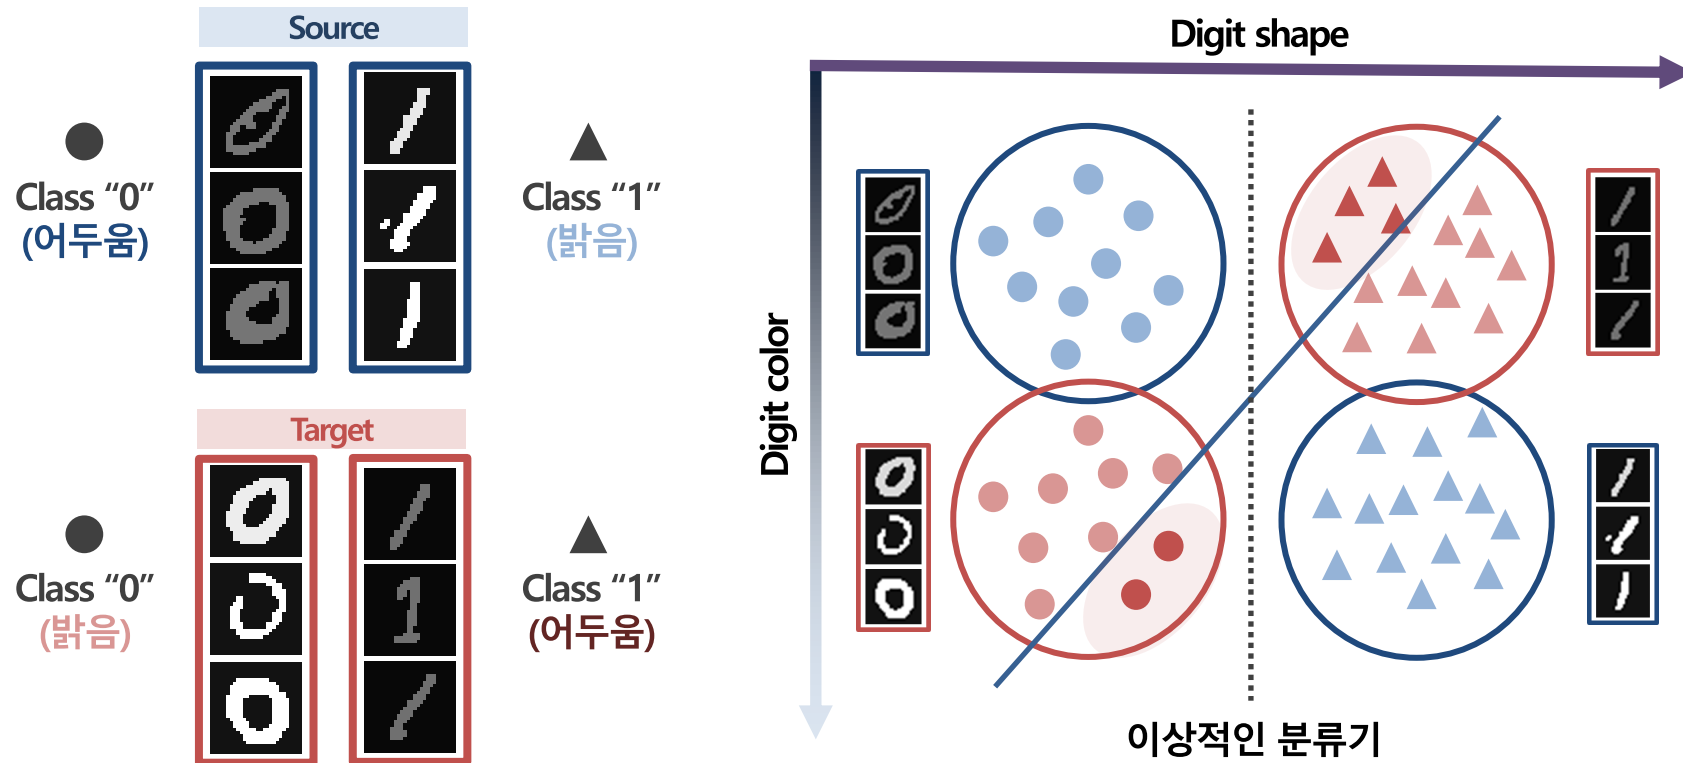 Source
Class “0”
(어두움)
Class “1”
(밝음)
Target
Class “0”
(밝음)
Class “1”
(어두움)
Digit shape
Digit color
이상적인 분류기